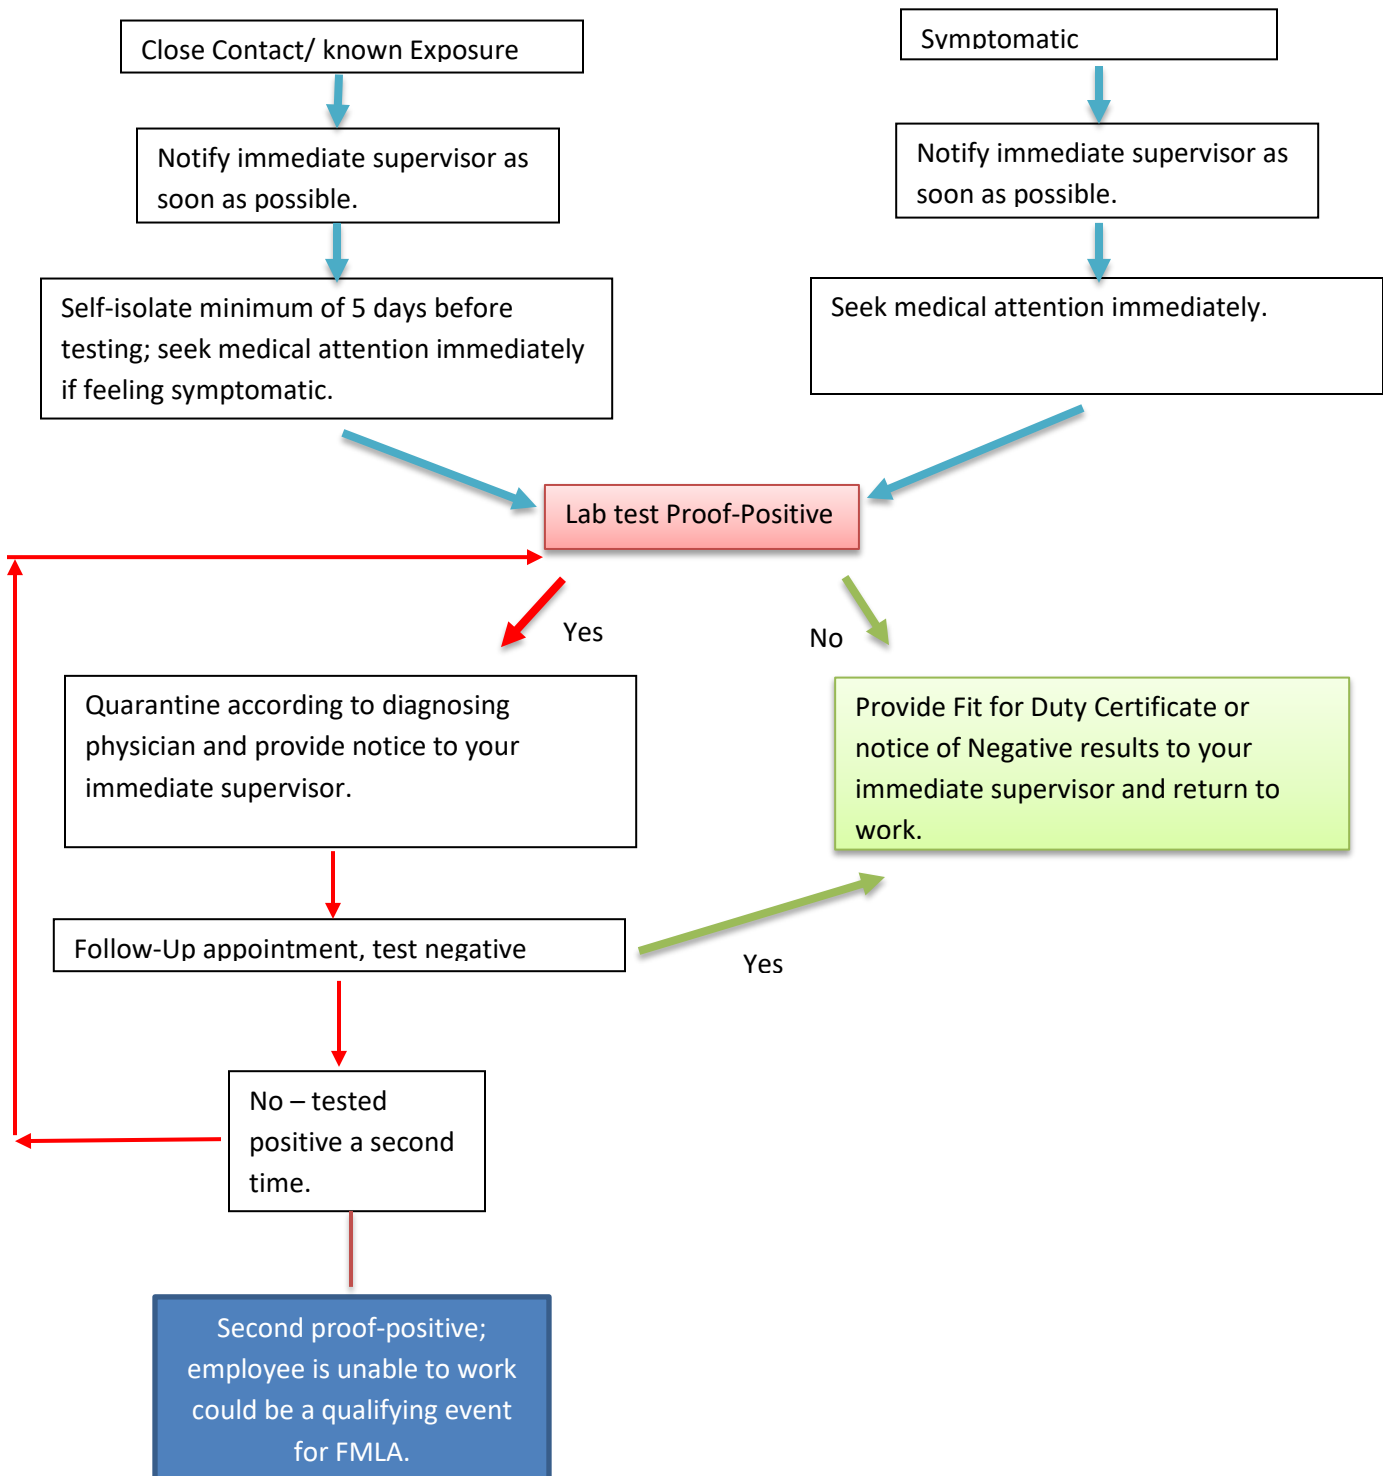 Close Contact/ known Exposure
Symptomatic
Notify immediate supervisor as
soon as possible.
Notify immediate supervisor as
soon as possible.
Self-isolate minimum of 5 days before
testing; seek medical attention immediately
if feeling symptomatic.
Seek medical attention immediately.
Lab test Proof-Positive
Yes
No
Quarantine according to diagnosing
physician and provide notice to your
immediate supervisor.
Provide Fit for Duty Certificate or
notice of Negative results to your
immediate supervisor and return to
work.
Follow-Up appointment, test negative
Yes
No – tested
positive a second
time.
Second proof-positive;
employee is unable to work
could be a qualifying event
for FMLA.